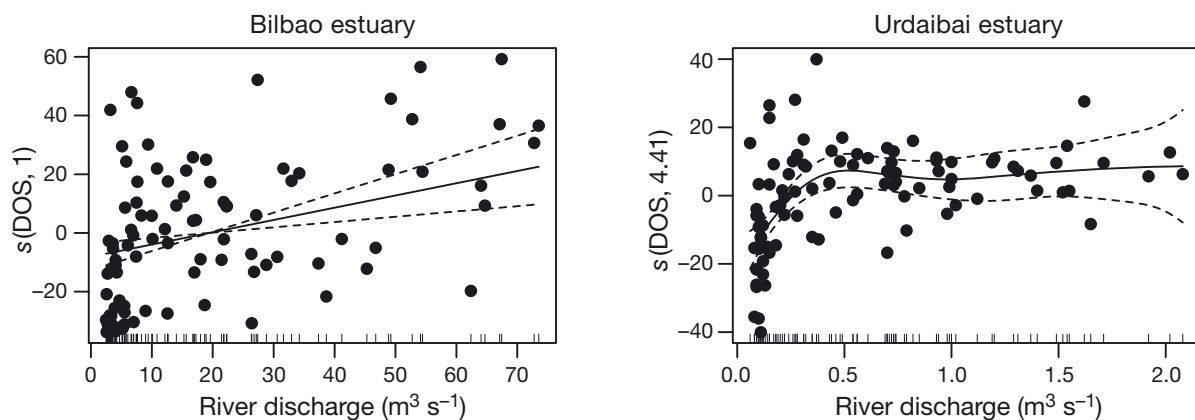 Bilbao estuary
60
40
20
0
−20
s(DOS, 1)
0 10 20 30 40 50 60 70
River discharge (m³ s⁻¹)
Urdaibai estuary
40
20
0
−20
−40
s(DOS, 4.41)
0.0 0.5 1.0 1.5 2.0
River discharge (m³ s⁻¹)